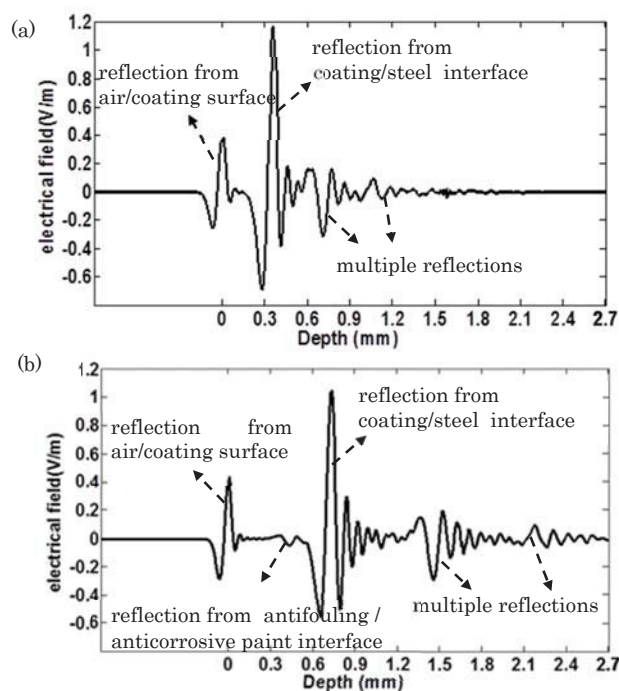 (a)
1.2
1
0.8
0.6
0.4
0.2
0
-0.2
-0.4
-0.6
electrical field(V/m)
reflection from
coating/steel interface
reflection from
air/coating surface
multiple reflections
0 0.3 0.6 0.9 1.2 1.5 1.8 2.1 2.4 2.7
Depth (mm)
(b)
1.2
1
0.8
0.6
0.4
0.2
0
-0.2
-0.4
-0.6
electrical field(V/m)
reflection from
coating/steel interface
reflection from
air/coating surface
reflection from antifouling /
anticorrosive paint interface
multiple reflections
0 0.3 0.6 0.9 1.2 1.5 1.8 2.1 2.4 2.7
Depth (mm)